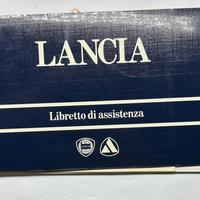 LANCIA
Libretto di assistenza